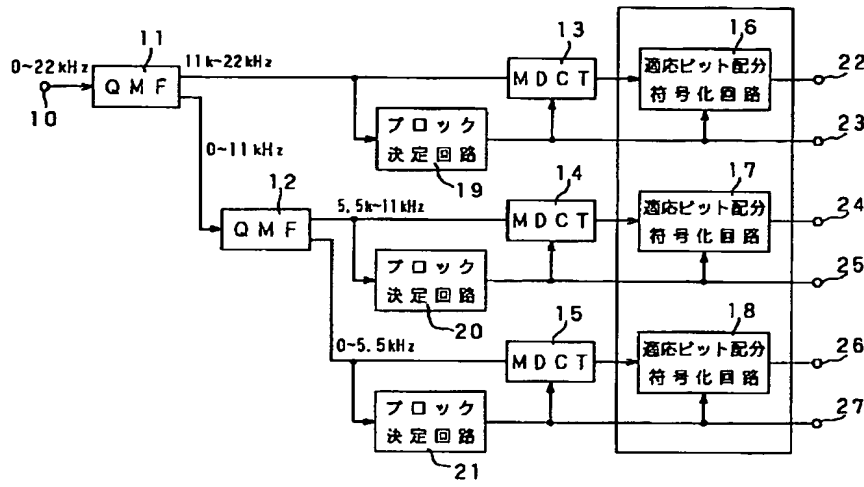 11
0~22kHz
QMF
10
11k~22kHz
13
MDCT
16
適応ビット配分
符号化回路
22
23
ブロック
決定回路
19
0~11kHz
12
QMF
5.5k~11kHz
14
MDCT
17
適応ビット配分
符号化回路
24
25
ブロック
決定回路
20
0~5.5kHz
15
MDCT
18
適応ビット配分
符号化回路
26
27
ブロック
決定回路
21